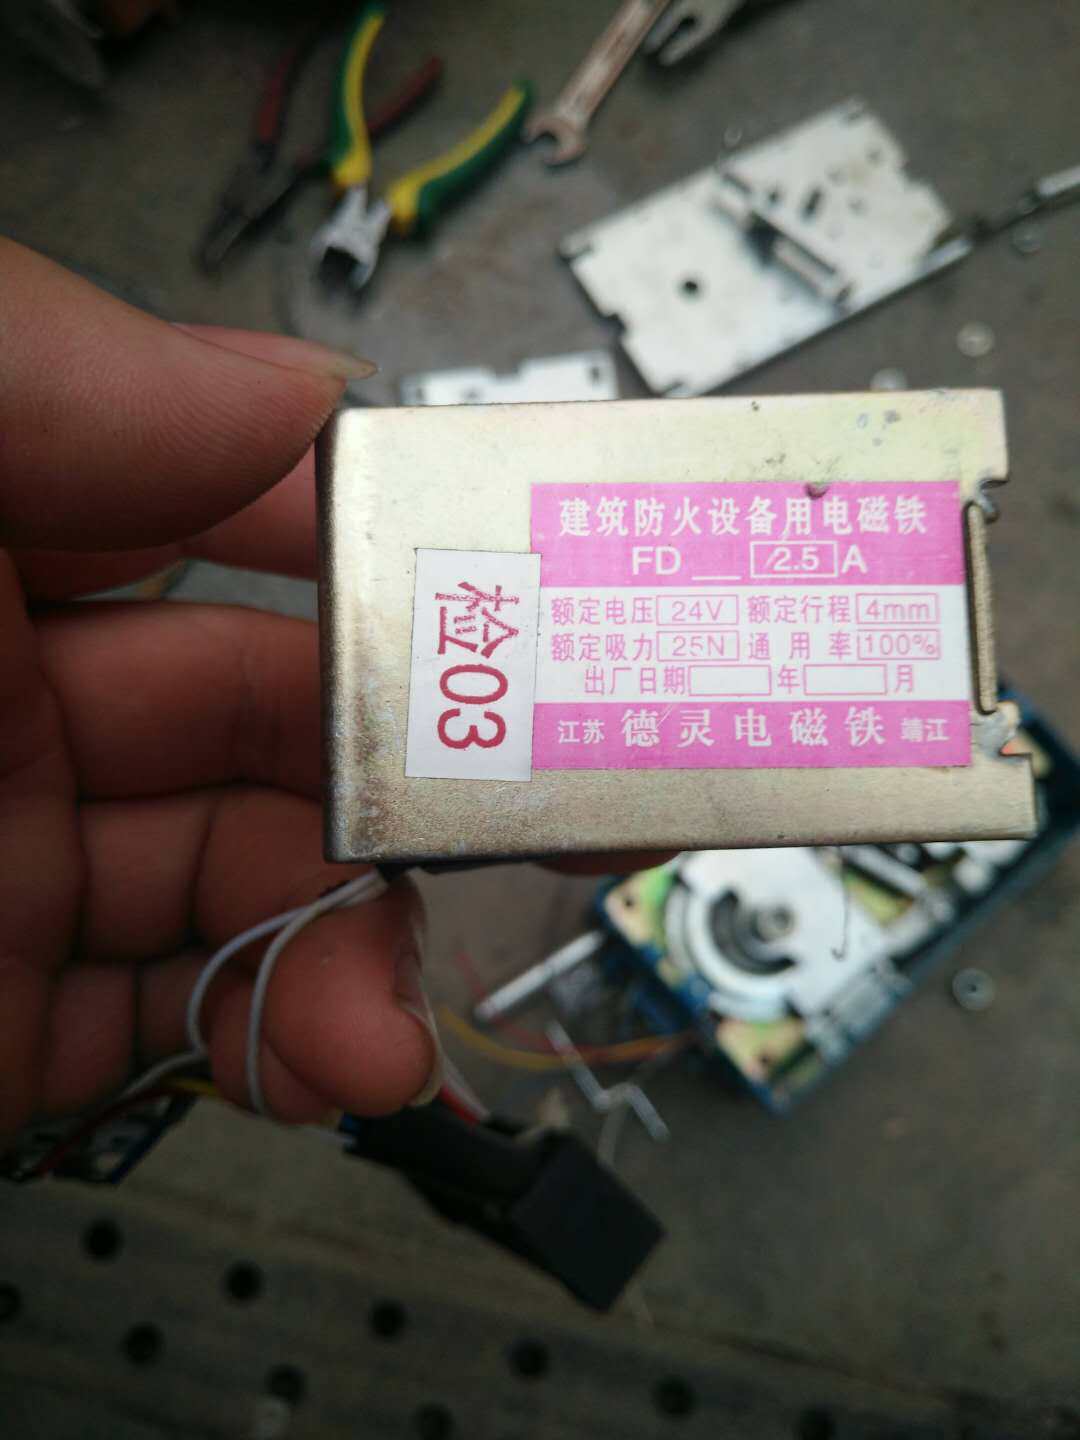 建筑防火设备用电磁铁
FD __ 2.5 A
额定电压 24V 额定行程 4mm
额定吸力 25N 通用率 100%
出厂日期 年 月
江苏 德灵电磁铁 靖江
检03